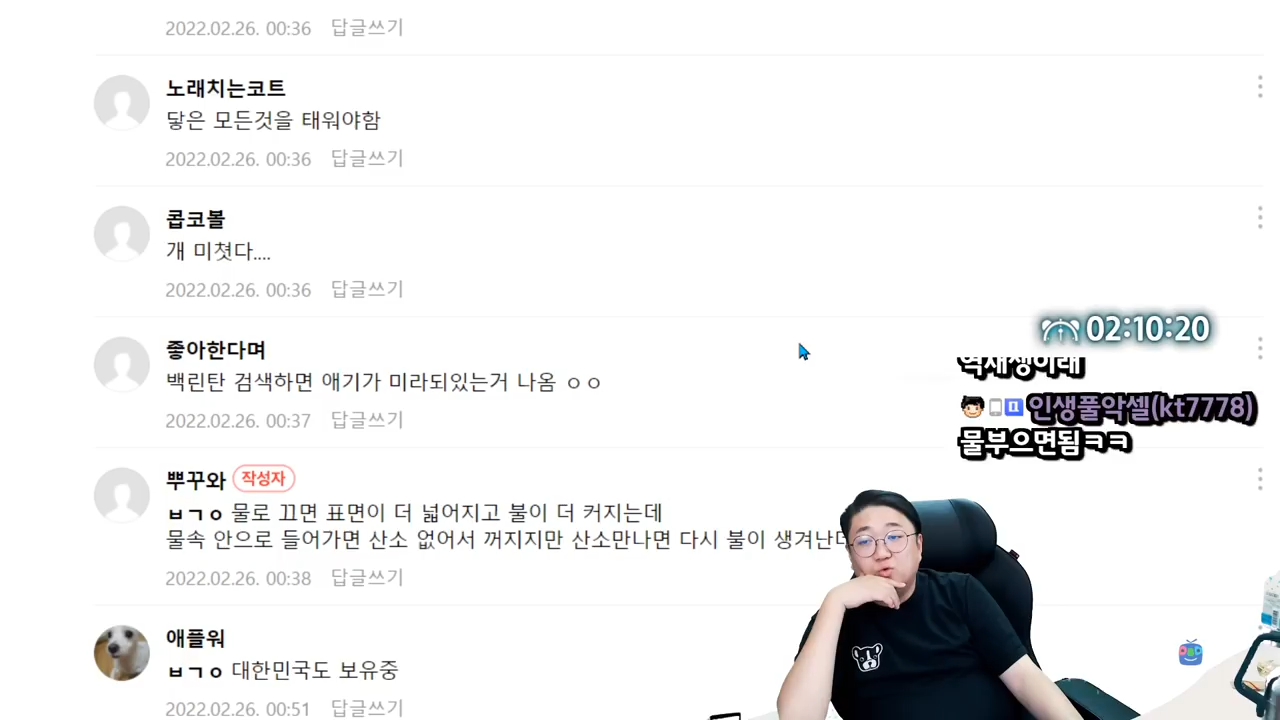 2022.02.26. 00:36 답글쓰기
노래치는코트
닿은 모든것을 태워야함
2022.02.26. 00:36 답글쓰기
콥코볼
개 미쳣다....
2022.02.26. 00:36 답글쓰기
02:10:20
좋아한다며
백린탄 검색하면 애기가 미라되있는거 나옴 ㅇㅇ
역재생이래
인생풀악셀(kt7778)
2022.02.26. 00:37 답글쓰기
물부으면됨ㅋㅋ
뿌꾸와 작성자
ㅂㄱㅇ 물로 끄면 표면이 더 넓어지고 불이 더 커지는데
물속 안으로 들어가면 산소 없어서 꺼지지만 산소만나면 다시 불이 생겨난
2022.02.26. 00:38 답글쓰기
애플워
ㅂㄱㅇ 대한민국도 보유중
2022.02.26. 00:51 답글쓰기